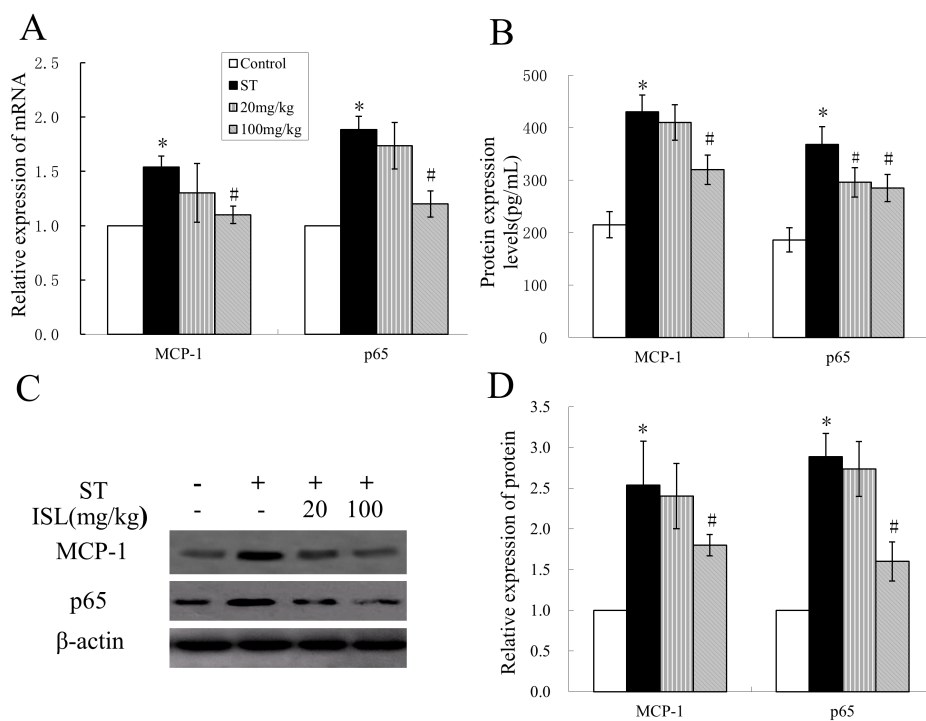 A
Relative expression of mRNA
2.5
2.0
1.5
1.0
0.5
0.0
Control
ST
20mg/kg
100mg/kg
*
#
*
#
MCP-1
p65
B
Protein expression
levels(pg/mL)
500
400
300
200
100
0
*
#
*
#
#
MCP-1
p65
C
ST - + + +
ISL(mg/kg) - - 20 100
MCP-1
p65
β-actin
D
Relative expression of protein
3.5
3.0
2.5
2.0
1.5
1.0
0.5
0.0
*
#
*
#
MCP-1
p65